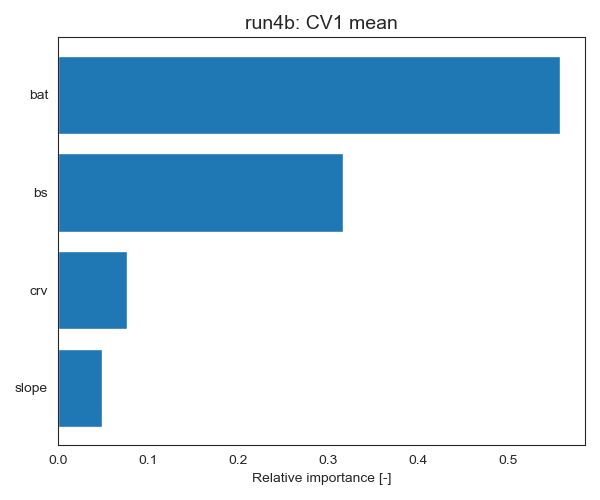 run4b: CV1 mean
bat
bs
crv
slope
0.0 0.1 0.2 0.3 0.4 0.5
Relative importance [-]